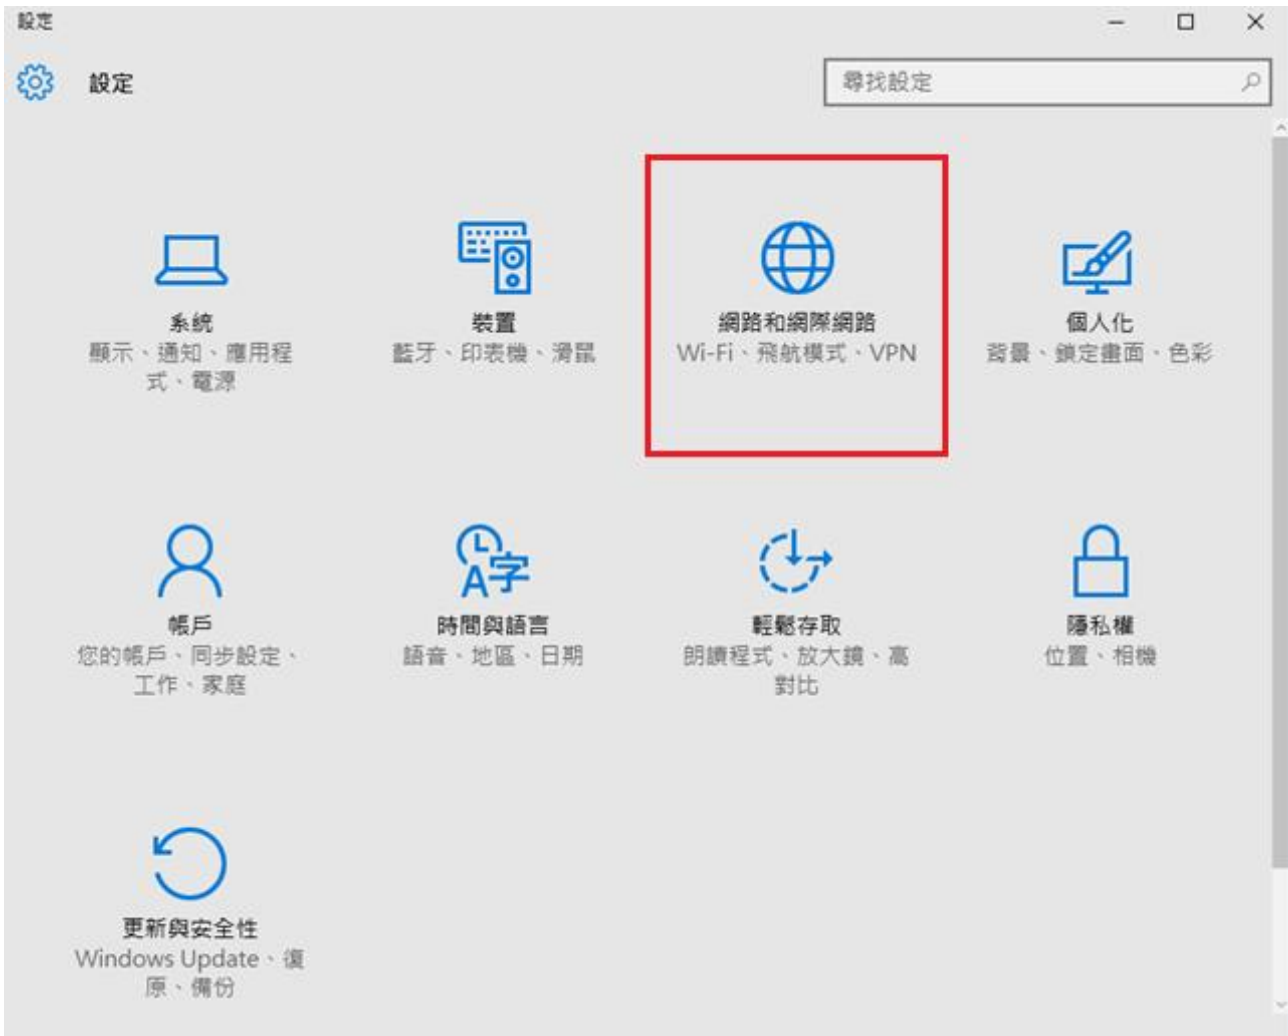 設定
設定
尋找設定
系統
顯示、通知、應用程
式、電源
裝置
藍牙、印表機、滑鼠
網路和網際網路
Wi-Fi、飛航模式、VPN
個人化
背景、鎖定畫面、色彩
帳戶
您的帳戶、同步設定、
工作、家庭
時間與語言
語音、地區、日期
輕鬆存取
朗讀程式、放大鏡、高
對比
隱私權
位置、相機
更新與安全性
Windows Update、復
原、備份